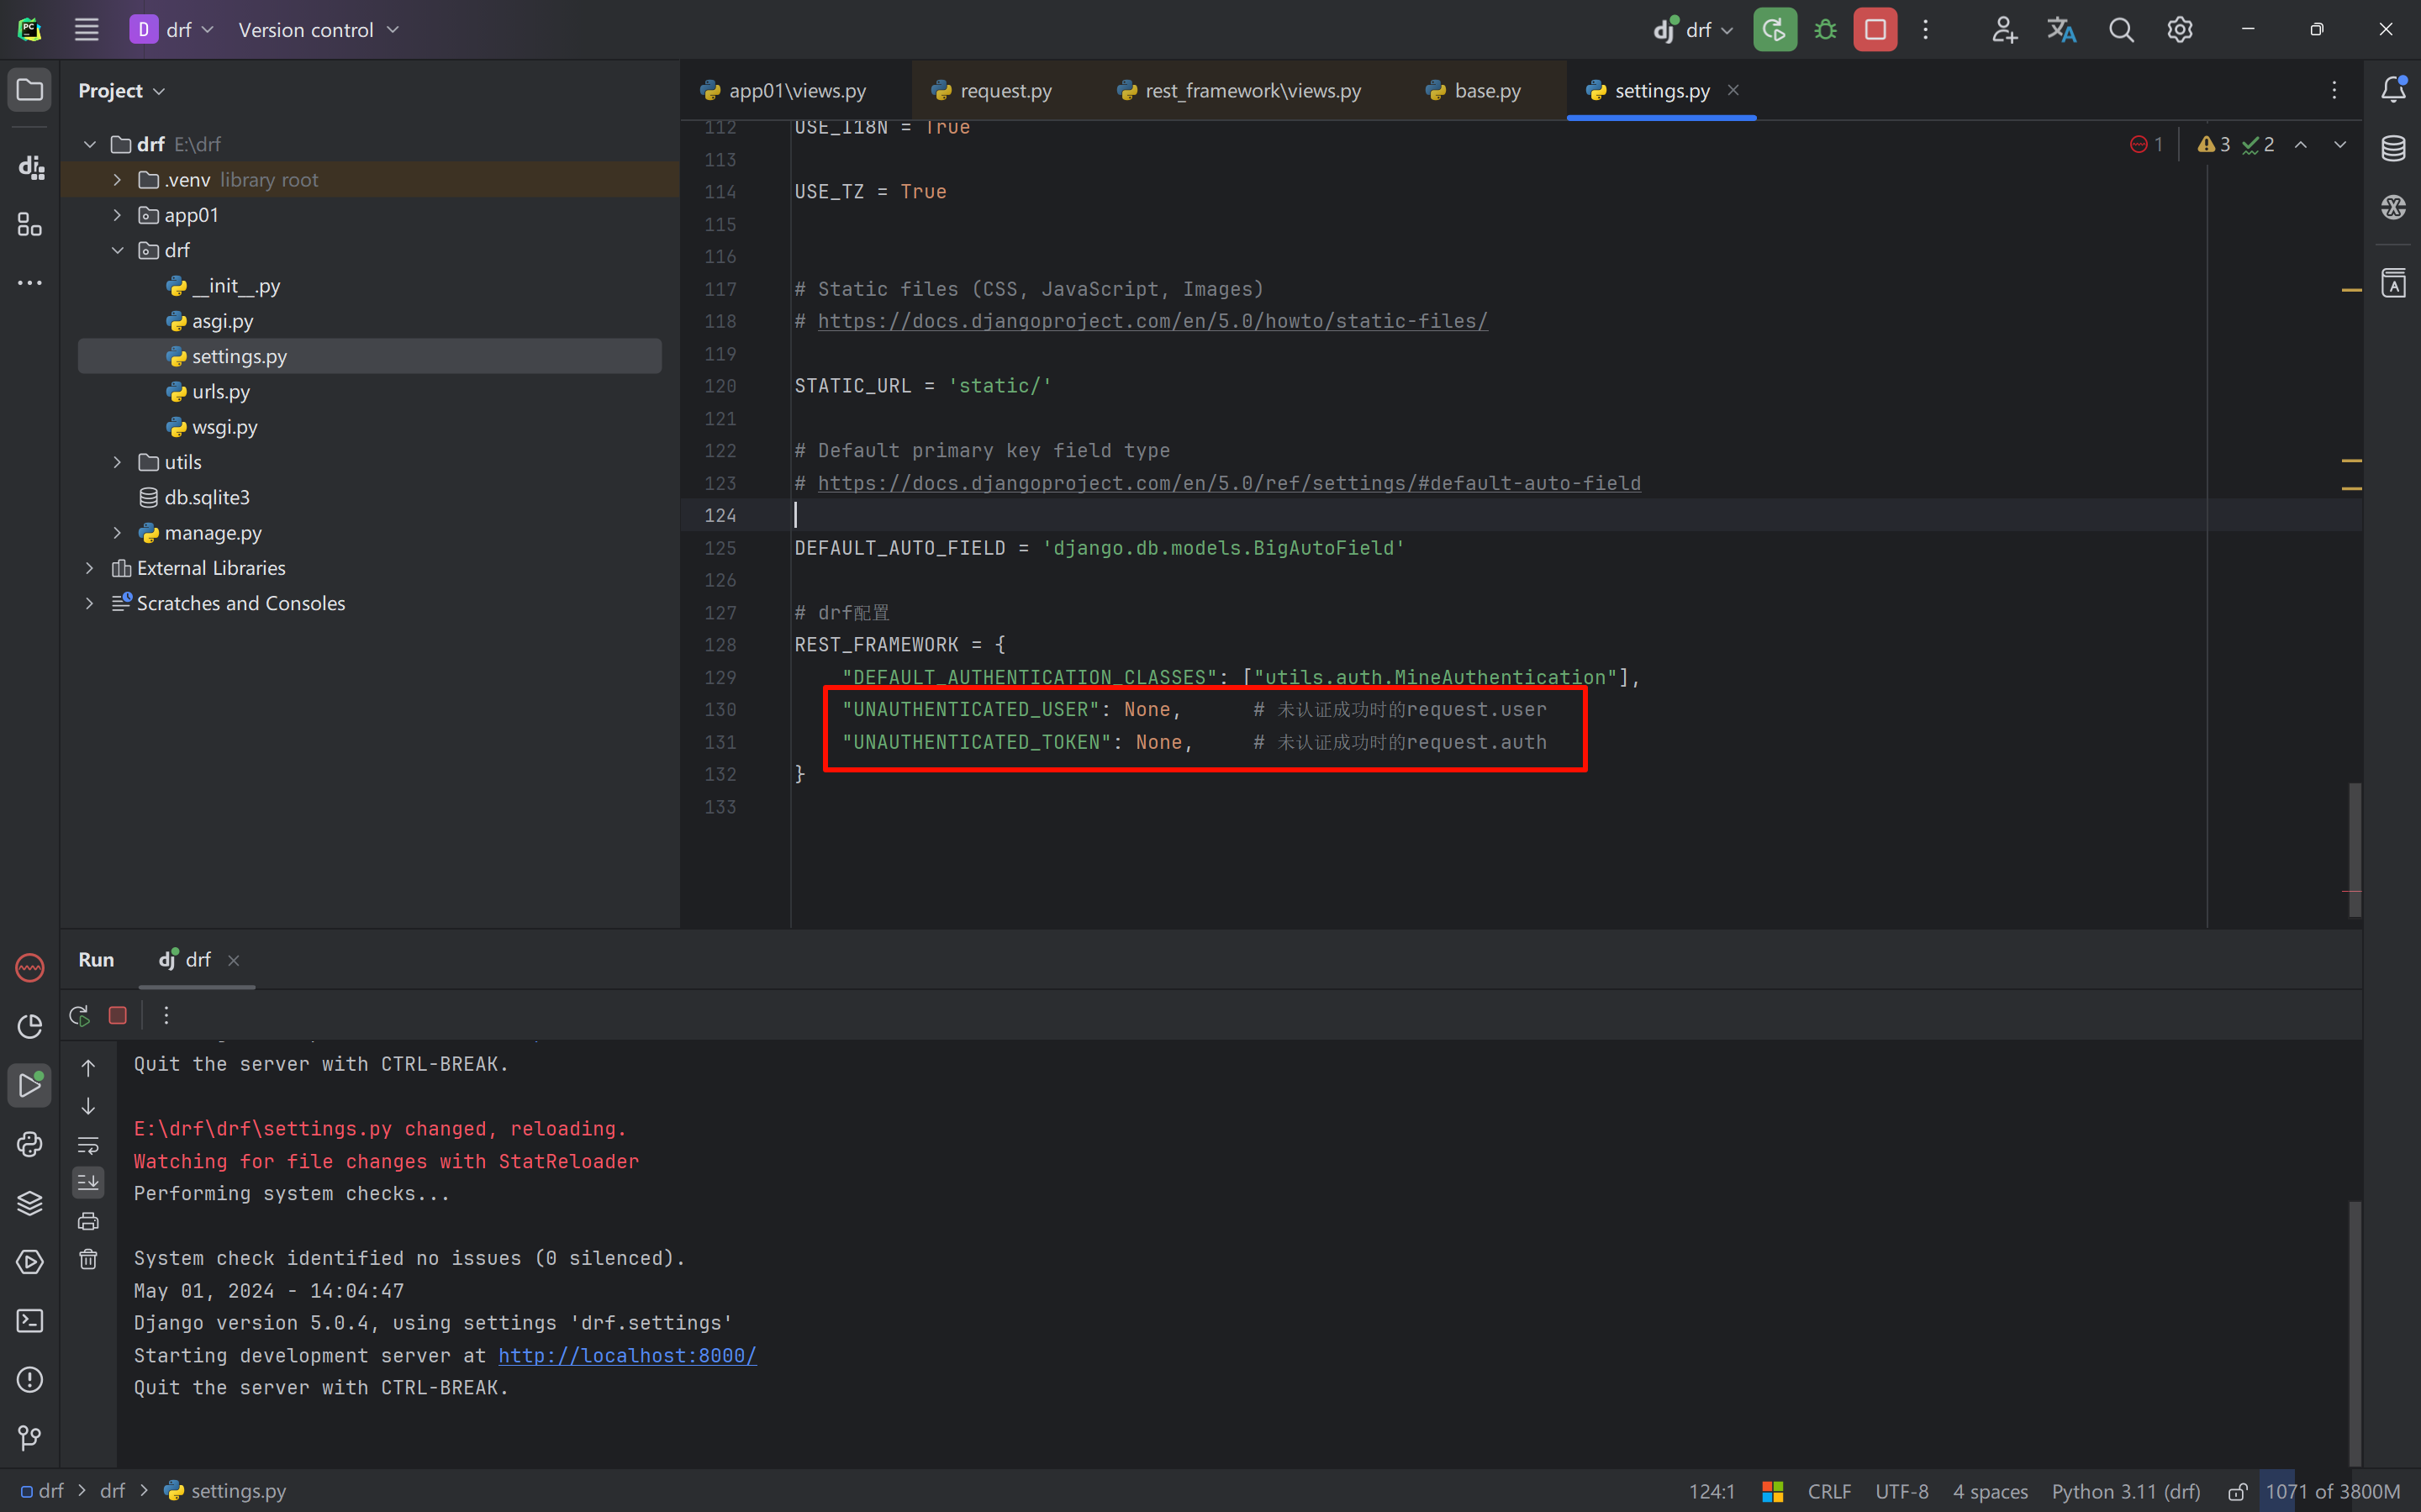 D drf Version control drf
Project
app01\views.py request.py rest_framework\views.py base.py settings.py
drf E:\drf
.venv library root
app01
drf
__init__.py
asgi.py
settings.py
urls.py
wsgi.py
utils
db.sqlite3
manage.py
External Libraries
Scratches and Consoles
1 3 2
112 USE_I18N = True
113
114 USE_TZ = True
115
116
117 # Static files (CSS, JavaScript, Images)
118 # https://docs.djangoproject.com/en/5.0/howto/static-files/
119
120 STATIC_URL = 'static/'
121
122 # Default primary key field type
123 # https://docs.djangoproject.com/en/5.0/ref/settings/#default-auto-field
124
125 DEFAULT_AUTO_FIELD = 'django.db.models.BigAutoField'
126
127 # drf配置
128 REST_FRAMEWORK = {
129 "DEFAULT_AUTHENTICATION_CLASSES": ["utils.auth.MineAuthentication"],
130 "UNAUTHENTICATED_USER": None, # 未认证成功时的request.user
131 "UNAUTHENTICATED_TOKEN": None, # 未认证成功时的request.auth
132 }
133
Run drf
Quit the server with CTRL-BREAK.
E:\drf\drf\settings.py changed, reloading.
Watching for file changes with StatReloader
Performing system checks...
System check identified no issues (0 silenced).
May 01, 2024 - 14:04:47
Django version 5.0.4, using settings 'drf.settings'
Starting development server at http://localhost:8000/
Quit the server with CTRL-BREAK.
drf > drf > settings.py 124:1 CRLF UTF-8 4 spaces Python 3.11 (drf) 1071 of 3800M